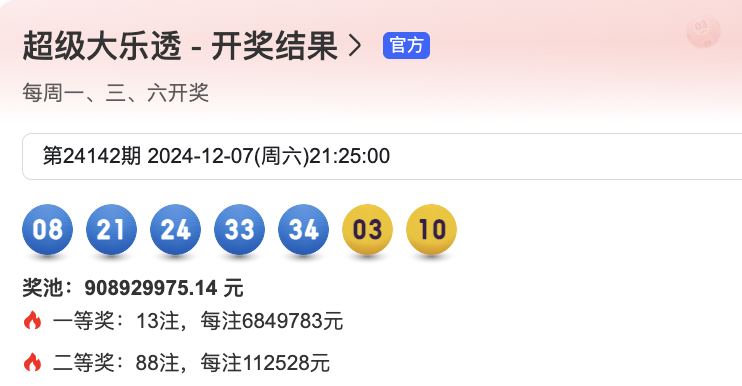 超级大乐透 - 开奖结果 官方
每周一、三、六开奖
第24142期 2024-12-07(周六)21:25:00
08 21 24 33 34 03 10
奖池：908929975.14 元
一等奖：13注，每注6849783元
二等奖：88注，每注112528元